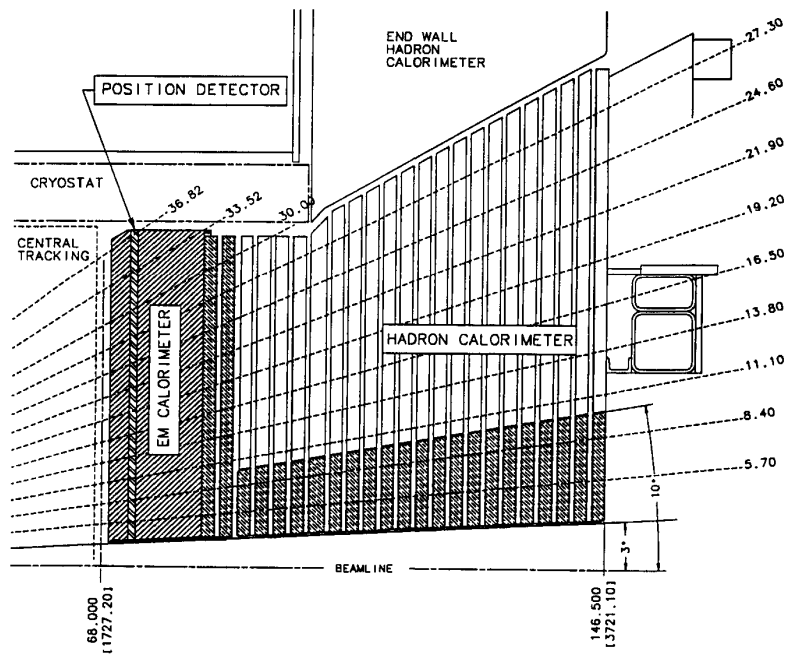 END WALL
HADRON
CALORIMETER
27.30
POSITION DETECTOR
24.60
21.90
CRYOSTAT
36.82
33.52
30.00
19.20
CENTRAL
TRACKING
16.50
EM CALORIMETER
13.80
HADRON CALORIMETER
11.10
8.40
5.70
10°
3°
BEAMLINE
68.000
[1727.20]
146.500
[3721.10]